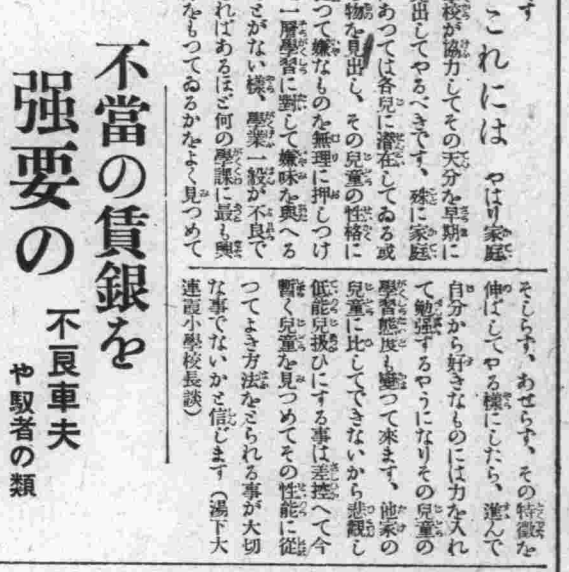 す
これには　やはり家庭
校が協力してその天分を早期に
出してやるべきです、殊に家庭
あつては各兒に潜在してゐる或
物を見出し、その兒童の性格に
つて嫌なものを無理に押しつけ
一層學習に對して嫌味を與へる
とがない樣、學業一般が不良で
ればあるほど何の學課に最も興
をもつてゐるかをよく見つめて
そしらず、あせらず、その特徴を
伸ばしてやる樣にしたら、進んで
自分から好きなものには力を入れ
て勉强するやうになりその兒童の
學習態度も變つて來ます、他家の
兒童に比してできないから悲觀し
低能兒扱ひにする事は差控へて今
暫く兒童を見つめてその性能に從
つてよき方法をとられる事が大切
な事でないかと信じます（湯下大
連霞小學校長談）
不當の賃銀を
强要の
不良車夫
や馭者の類